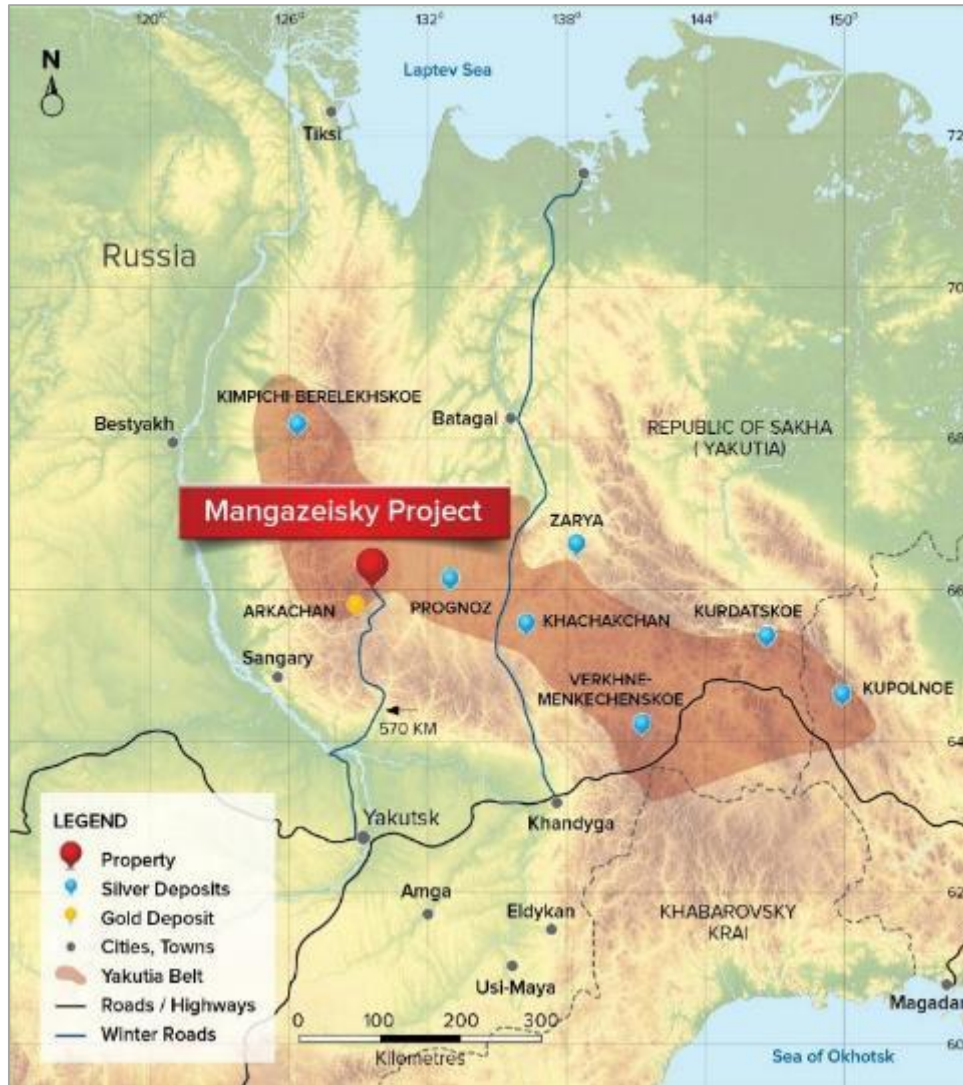 120°
126°
132°
138°
144°
150°
N
Laptev Sea
Tiksi
72
Russia
70
KIMPICHI-BERELEKHSKOE
Bestyakh
Batagai
REPUBLIC OF SAKHA
(YAKUTIA)
68
Mangazeisky Project
ZARYA
66
ARKACHAN
PROGNOZ
KHACHAKCHAN
KURDATSKOE
Sangary
VERKHNE-
MENKECHENSKOE
KUPOLNOE
570 KM
64
LEGEND
Property
Silver Deposits
Gold Deposit
Cities, Towns
Yakutia Belt
Roads / Highways
Winter Roads
Yakutsk
Khandyga
62
Amga
Eldykan
KHABAROVSKY
KRAI
Usi-Maya
Magadan
0 100 200 300
Kilometres
60
Sea of Okhotsk